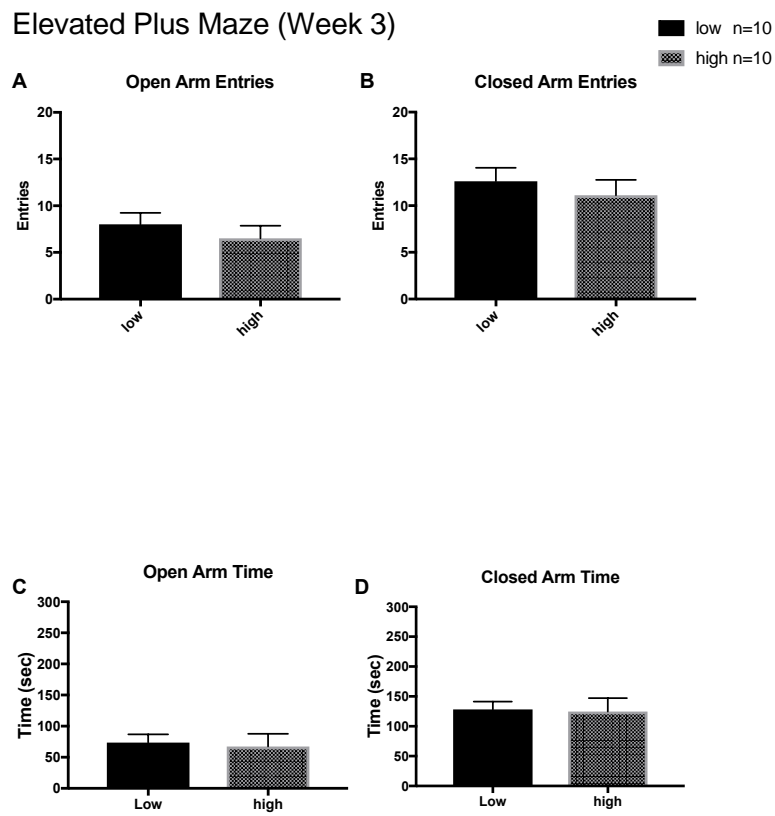 Elevated Plus Maze (Week 3)
low n=10
high n=10
A
Open Arm Entries
20
15
10
5
0
Entries
low
high
B
Closed Arm Entries
20
15
10
5
0
Entries
low
high
C
Open Arm Time
300
250
200
150
100
50
0
Time (sec)
Low
high
D
Closed Arm Time
300
250
200
150
100
50
0
Time (sec)
Low
high